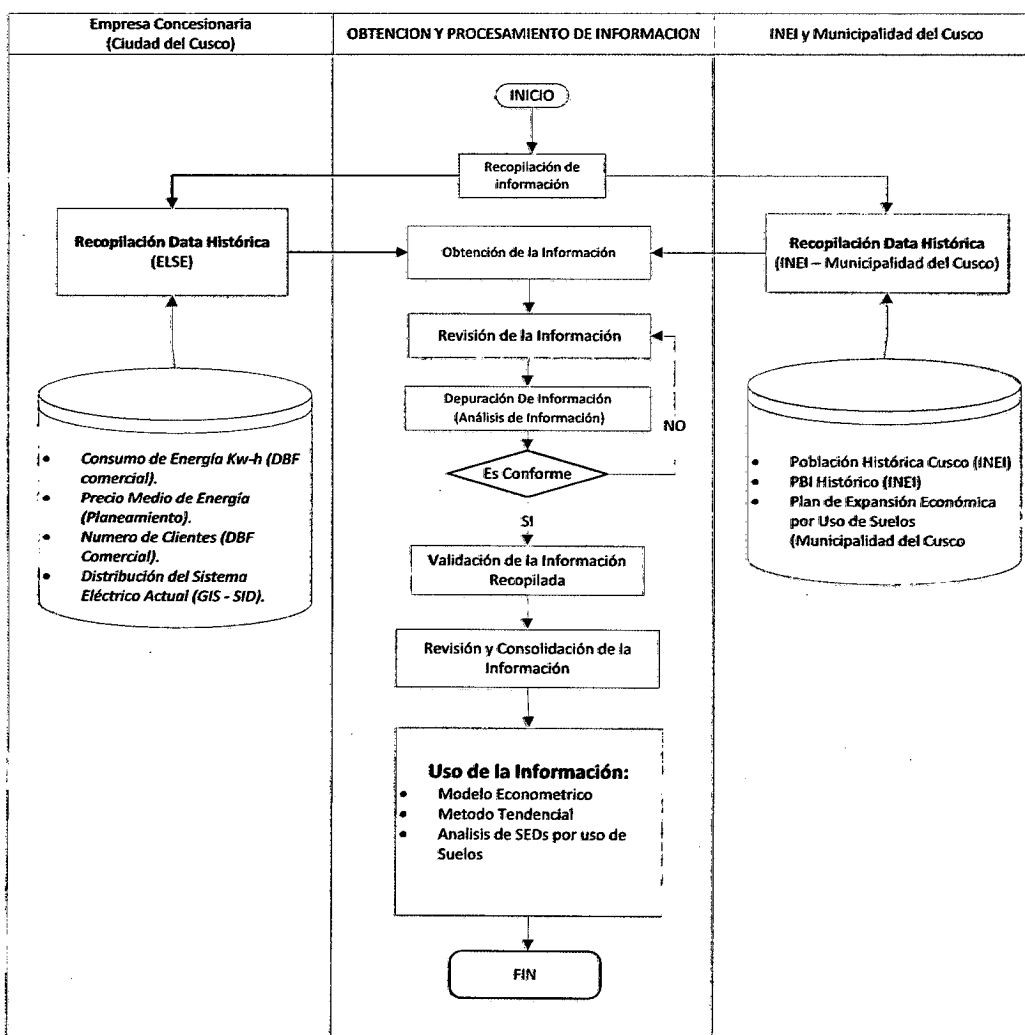 Empresa Concesionaria
(Ciudad del Cusco)
OBTENCION Y PROCESAMIENTO DE INFORMACION
INEI y Municipalidad del Cusco
INICIO
Recopilación de
información
Recopilación Data Histórica
(ELSE)
Obtención de la Información
Recopilación Data Histórica
(INEI – Municipalidad del Cusco)
Revisión de la Información
Depuración De Información
(Análisis de Información)
NO
Es Conforme
SI
• Consumo de Energía Kw-h (DBF
comercial).
• Precio Medio de Energía
(Planeamiento).
• Numero de Clientes (DBF
Comercial).
• Distribución del Sistema
Eléctrico Actual (GIS - SID).
• Población Histórica Cusco (INEI)
• PBI Histórico (INEI)
• Plan de Expansión Económica
por Uso de Suelos
(Municipalidad del Cusco
Validación de la Información
Recopilada
Revisión y Consolidación de la
Información
Uso de la Información:
• Modelo Econometrico
• Metodo Tendencial
• Analisis de SEDs por uso de
Suelos
FIN